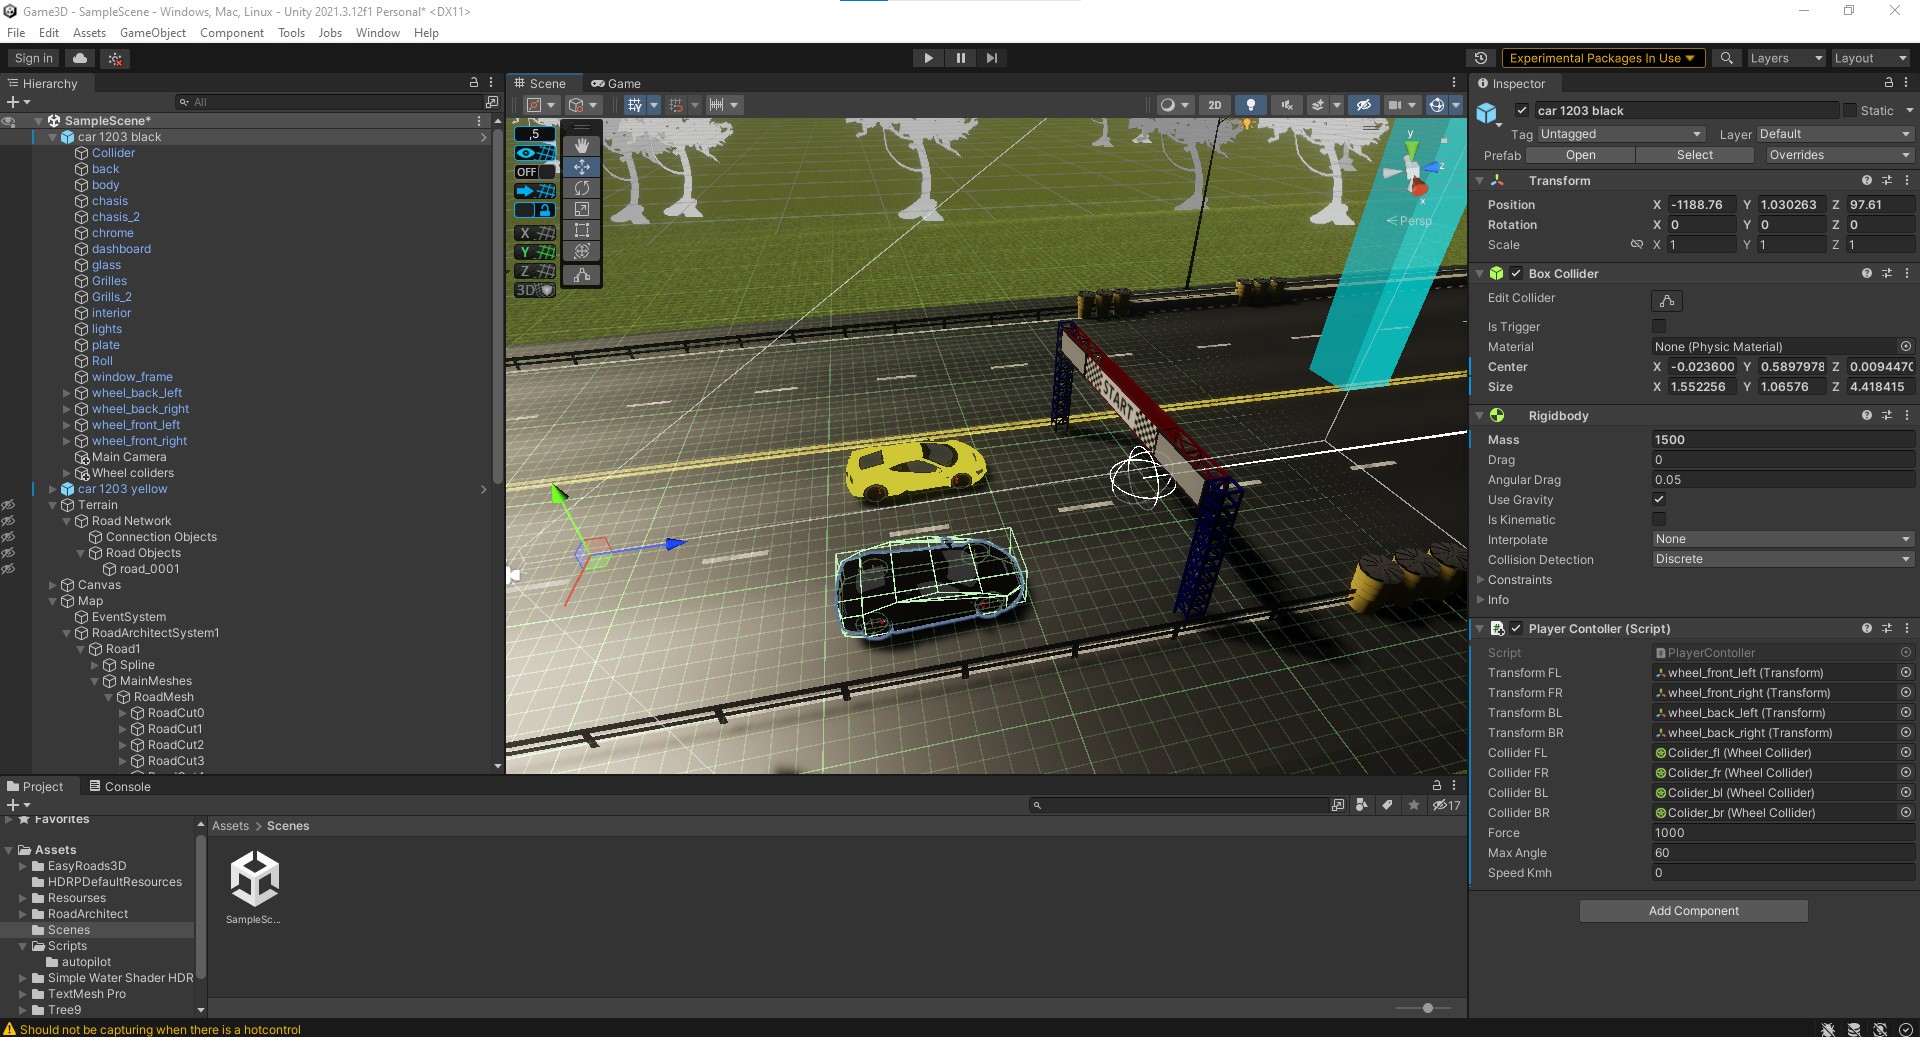 Game3D - SampleScene - Windows, Mac, Linux - Unity 2021.3.12f1 Personal* <DX11>
File Edit Assets GameObject Component Tools Jobs Window Help
Sign in
Experimental Packages In Use
Layers
Layout
Hierarchy
All
SampleScene*
car 1203 black
Collider
back
body
chasis
chasis_2
chrome
dashboard
glass
Grilles
Grills_2
interior
lights
plate
Roll
window_frame
wheel_back_left
wheel_back_right
wheel_front_left
wheel_front_right
Main Camera
Wheel coliders
car 1203 yellow
Terrain
Road Network
Connection Objects
Road Objects
road_0001
Canvas
Map
EventSystem
RoadArchitectSystem1
Road1
Spline
MainMeshes
RoadMesh
RoadCut0
RoadCut1
RoadCut2
RoadCut3
Scene
Game
2D
,5
OFF
X
Y
Z
3D
y
z
x
Persp
START
Inspector
car 1203 black
Static
Tag Untagged Layer Default
Prefab Open Select Overrides
Transform
Position X -1188.76 Y 1.030263 Z 97.61
Rotation X 0 Y 0 Z 0
Scale X 1 Y 1 Z 1
Box Collider
Edit Collider
Is Trigger
Material None (Physic Material)
Center X -0.023600 Y 0.5897978 Z 0.0094470
Size X 1.552256 Y 1.06576 Z 4.418415
Rigidbody
Mass 1500
Drag 0
Angular Drag 0.05
Use Gravity
Is Kinematic
Interpolate None
Collision Detection Discrete
Constraints
Info
Player Contoller (Script)
Script PlayerContoller
Transform FL wheel_front_left (Transform)
Transform FR wheel_front_right (Transform)
Transform BL wheel_back_left (Transform)
Transform BR wheel_back_right (Transform)
Collider FL Colider_fl (Wheel Collider)
Collider FR Colider_fr (Wheel Collider)
Collider BL Colider_bl (Wheel Collider)
Collider BR Colider_br (Wheel Collider)
Force 1000
Max Angle 60
Speed Kmh 0
Add Component
Project
Console
17
Favorites
Assets
EasyRoads3D
HDRPDefaultResources
Resourses
RoadArchitect
Scenes
Scripts
autopilot
Simple Water Shader HDR
TextMesh Pro
Tree9
Assets > Scenes
SampleSc...
Should not be capturing when there is a hotcontrol